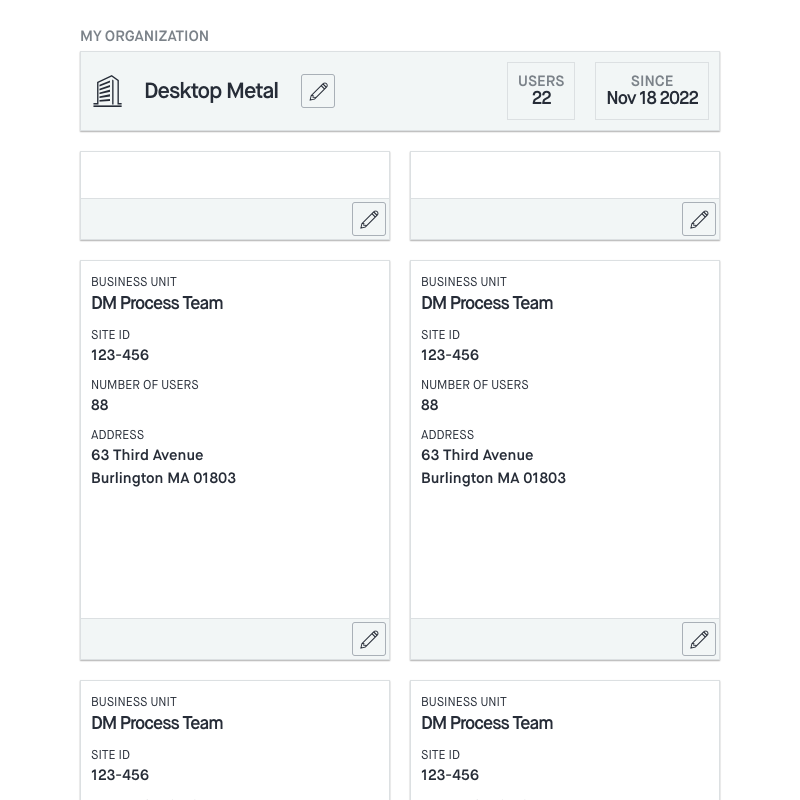 MY ORGANIZATION
Desktop Metal
USERS
22
SINCE
Nov 18 2022
BUSINESS UNIT
DM Process Team
SITE ID
123-456
NUMBER OF USERS
88
ADDRESS
63 Third Avenue
Burlington MA 01803
BUSINESS UNIT
DM Process Team
SITE ID
123-456
NUMBER OF USERS
88
ADDRESS
63 Third Avenue
Burlington MA 01803
BUSINESS UNIT
DM Process Team
SITE ID
123-456
BUSINESS UNIT
DM Process Team
SITE ID
123-456